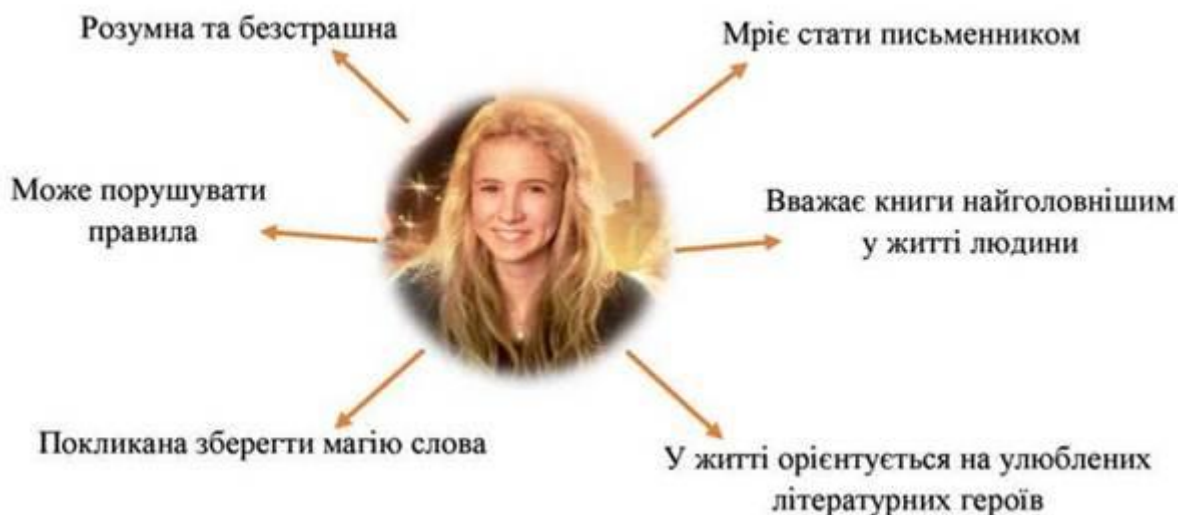 Розумна та безстрашна
Мріє стати письменником
Може порушувати
правила
Вважає книги найголовнішим
у житті людини
Покликана зберегти магію слова
У житті орієнтується на улюблених
літературних героїв